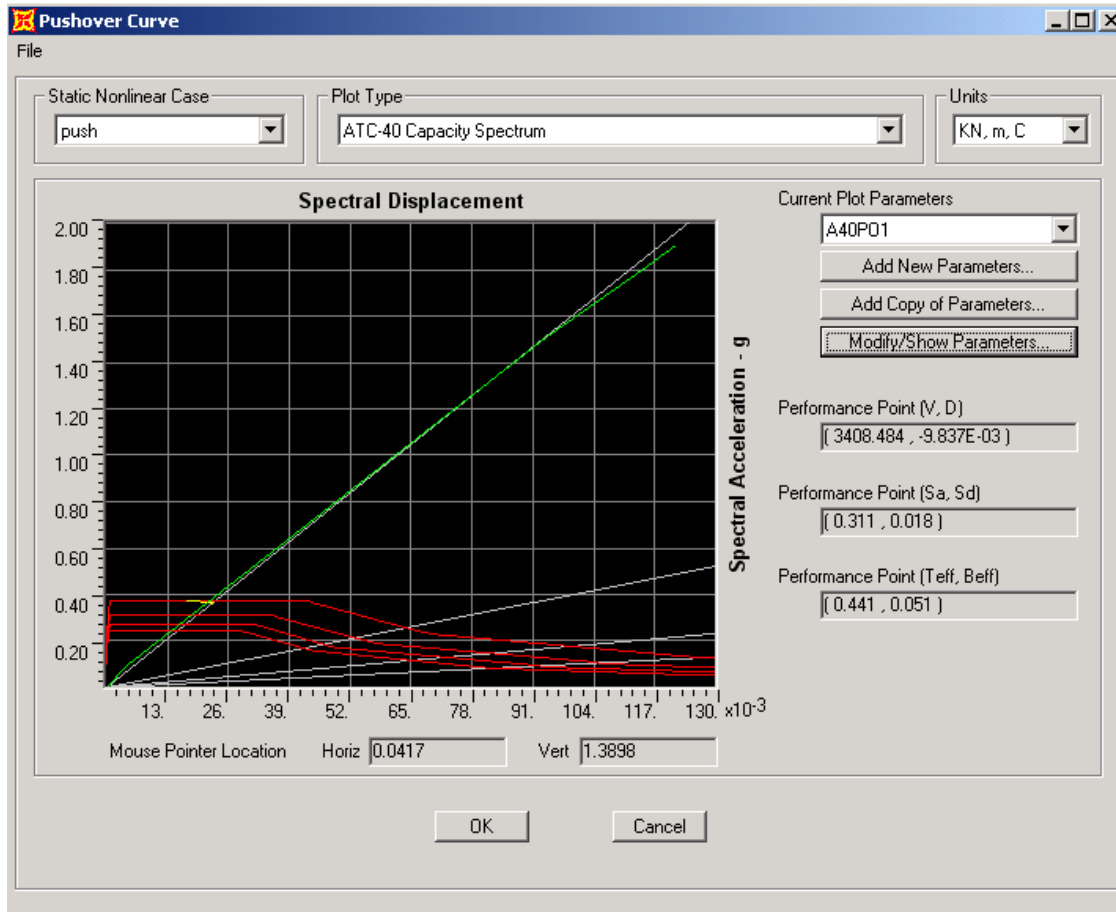 Pushover Curve
File
Static Nonlinear Case
push
Plot Type
ATC-40 Capacity Spectrum
Units
KN, m, C
Spectral Displacement
2.00
1.80
1.60
1.40
1.20
1.00
0.80
0.60
0.40
0.20
13. 26. 39. 52. 65. 78. 91. 104. 117. 130. x10-3
Spectral Acceleration - g
Mouse Pointer Location Horiz 0.0417 Vert 1.3898
Current Plot Parameters
A40PO1
Add New Parameters...
Add Copy of Parameters...
Modify/Show Parameters...
Performance Point (V, D)
( 3408.484 , -9.837E-03 )
Performance Point (Sa, Sd)
( 0.311 , 0.018 )
Performance Point (Teff, Beff)
( 0.441 , 0.051 )
OK Cancel